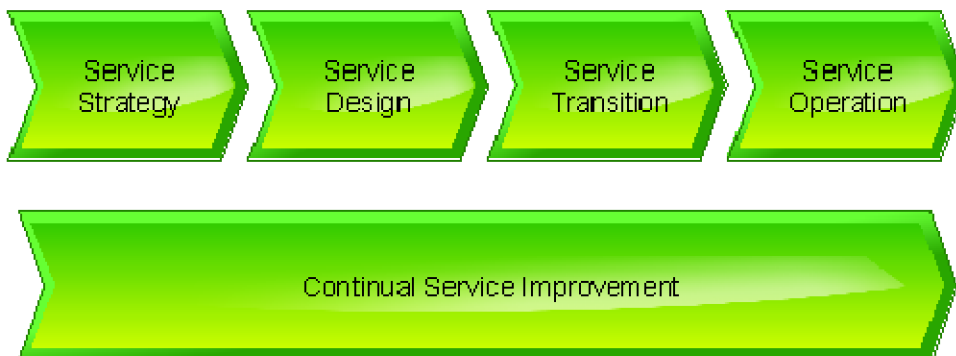 Service
Strategy
Service
Design
Service
Transition
Service
Operation
Continual Service Improvement